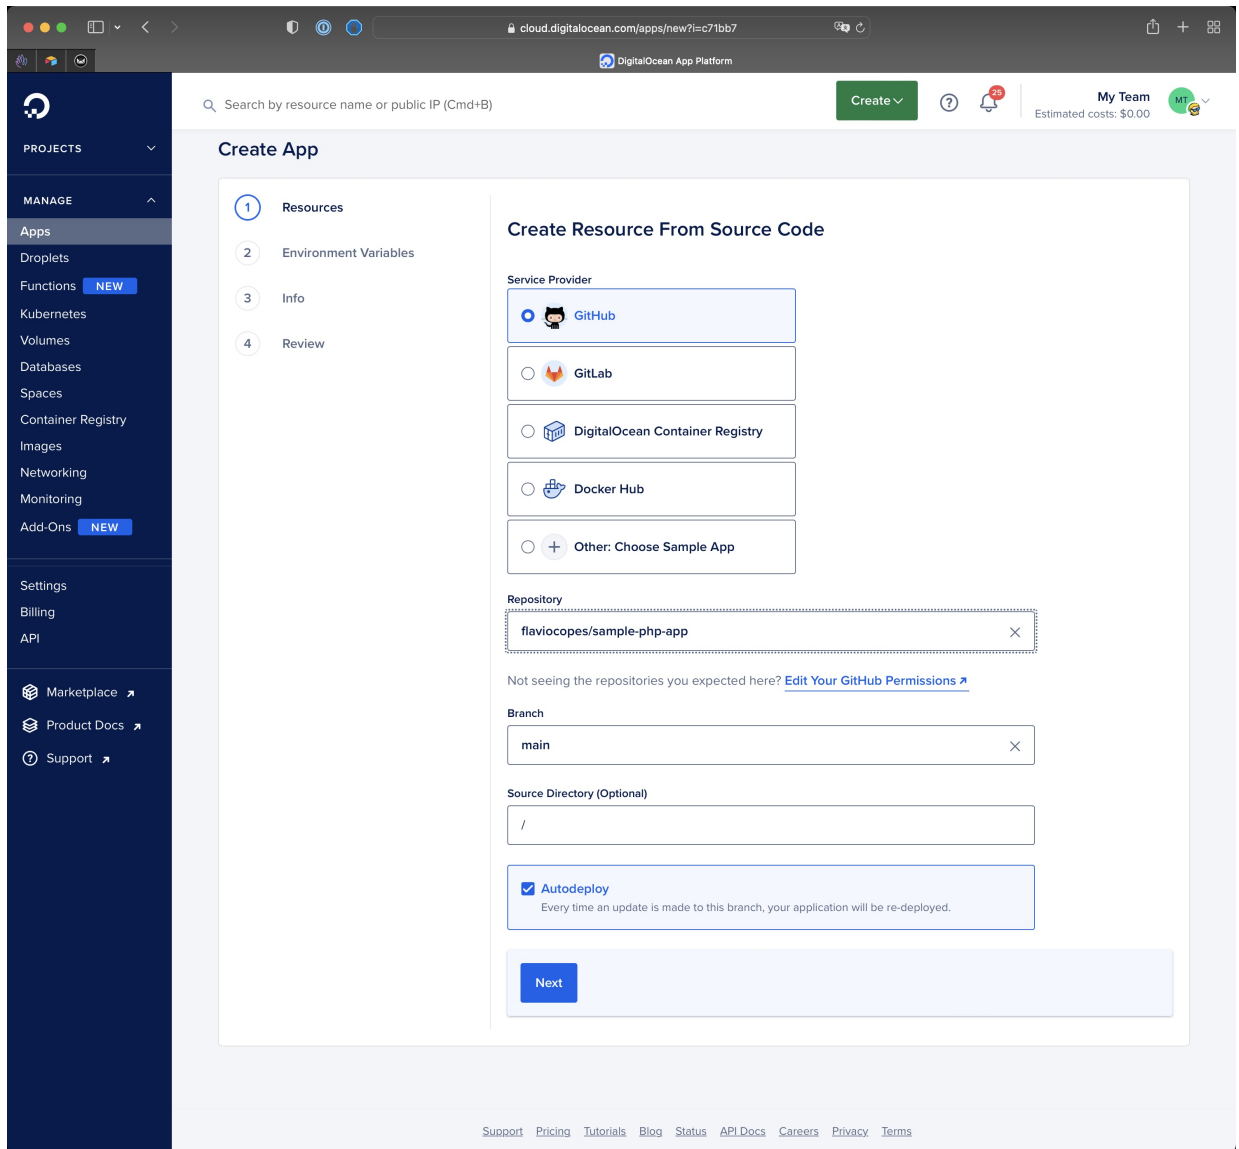 cloud.digitalocean.com/apps/new?i=c71bb7
DigitalOcean App Platform
Search by resource name or public IP (Cmd+B)
Create
25
My Team
Estimated costs: $0.00
MT
PROJECTS
MANAGE
Apps
Droplets
Functions NEW
Kubernetes
Volumes
Databases
Spaces
Container Registry
Images
Networking
Monitoring
Add-Ons NEW
Settings
Billing
API
Marketplace
Product Docs
Support
Create App
1 Resources
2 Environment Variables
3 Info
4 Review
Create Resource From Source Code
Service Provider
GitHub
GitLab
DigitalOcean Container Registry
Docker Hub
Other: Choose Sample App
Repository
flaviocopes/sample-php-app
Not seeing the repositories you expected here? Edit Your GitHub Permissions
Branch
main
Source Directory (Optional)
/
Autodeploy
Every time an update is made to this branch, your application will be re-deployed.
Next
Support Pricing Tutorials Blog Status API Docs Careers Privacy Terms